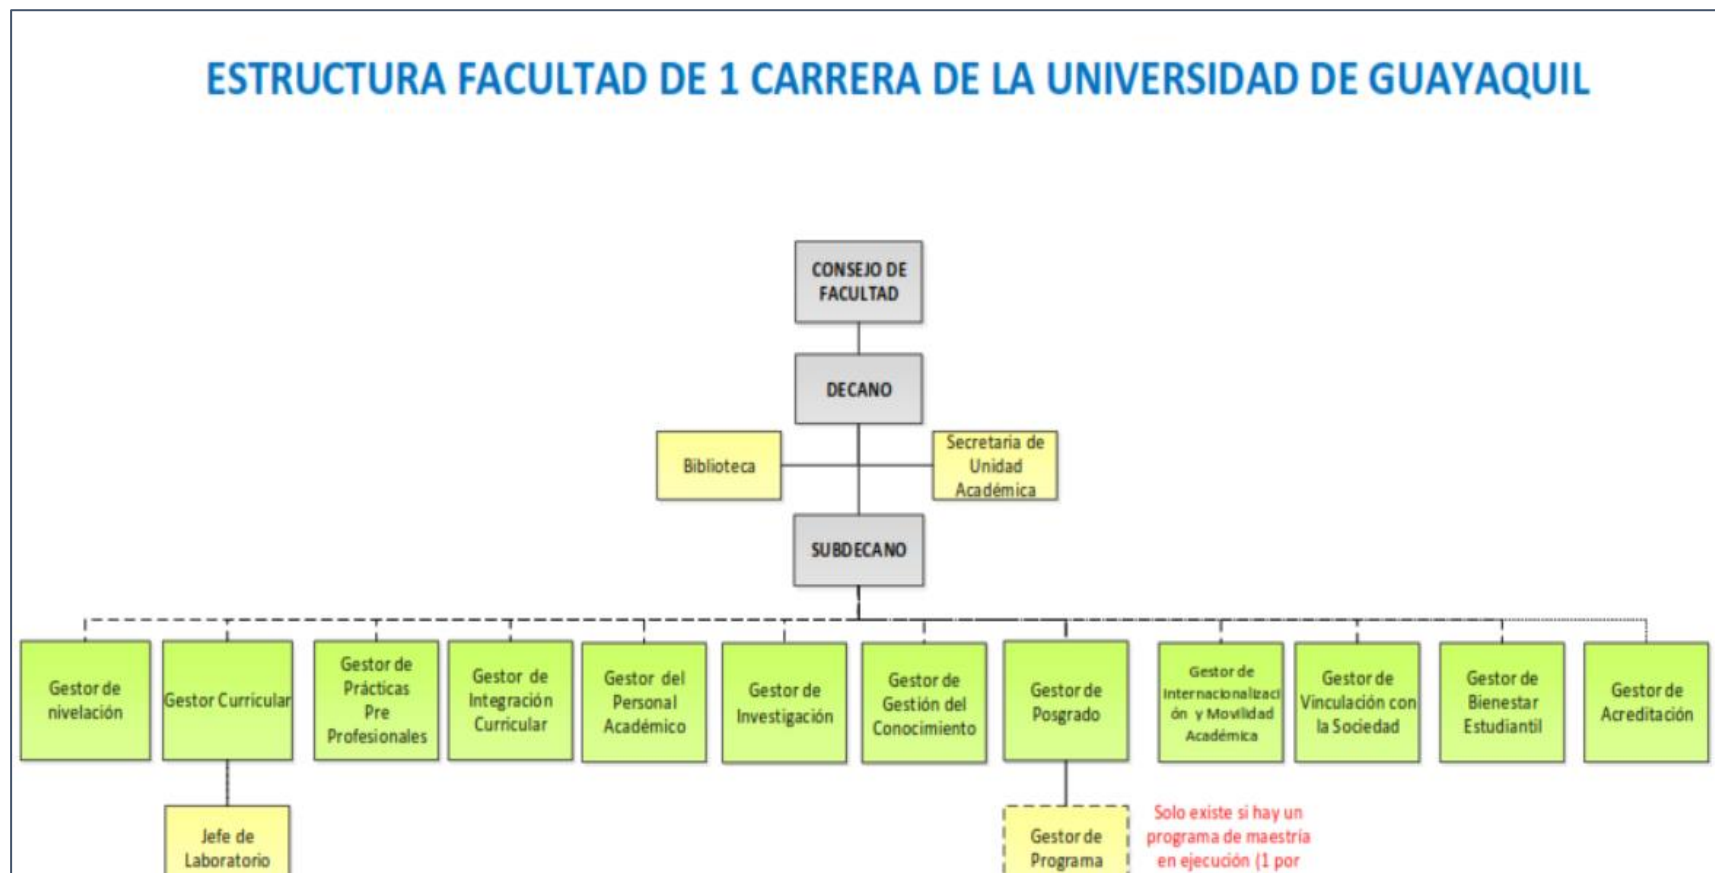 ESTRUCTURA FACULTAD DE 1 CARRERA DE LA UNIVERSIDAD DE GUAYAQUIL
CONSEJO DE
FACULTAD
DECANO
Biblioteca
Secretaria de
Unidad
Académica
SUBDECANO
Gestor de
nivelación
Gestor Curricular
Gestor de
Prácticas
Pre
Profesionales
Gestor de
Integración
Curricular
Gestor del
Personal
Académico
Gestor de
Investigación
Gestor de
Gestión del
Conocimiento
Gestor de
Posgrado
Gestor de
Internacionalizaci
ón y Movilidad
Académica
Gestor de
Vinculación con
la Sociedad
Gestor de
Bienestar
Estudiantil
Gestor de
Acreditación
Jefe de
Laboratorio
Gestor de
Programa
Solo existe si hay un
programa de maestría
en ejecución (1 por